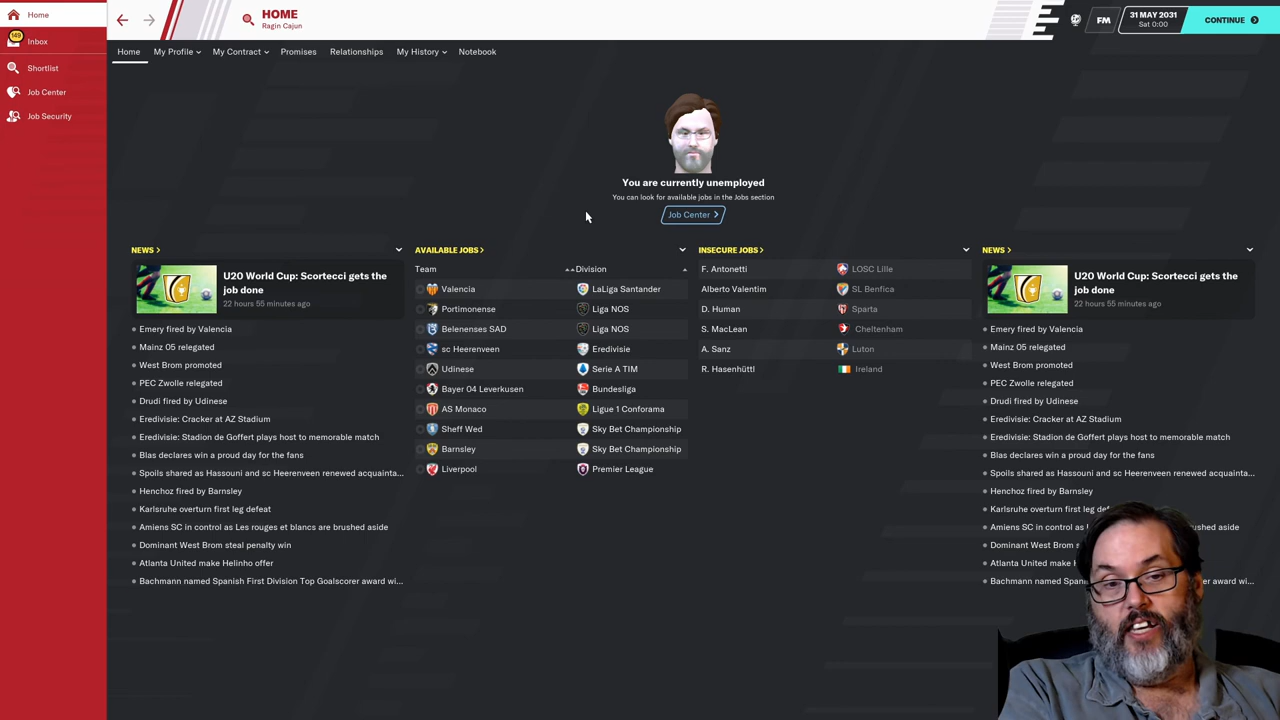 Home
149
Inbox
Shortlist
Job Center
Job Security
HOME
Ragin Cajun
FM
31 MAY 2031
Sat 0:00
CONTINUE
Home
My Profile
My Contract
Promises
Relationships
My History
Notebook
You are currently unemployed
You can look for available jobs in the Jobs section
Job Center
NEWS >
U20 World Cup: Scortecci gets the
job done
22 hours 55 minutes ago
Emery fired by Valencia
Mainz 05 relegated
West Brom promoted
PEC Zwolle relegated
Drudi fired by Udinese
Eredivisie: Cracker at AZ Stadium
Eredivisie: Stadion de Goffert plays host to memorable match
Blas declares win a proud day for the fans
Spoils shared as Hassouni and sc Heerenveen renewed acquainta...
Henchoz fired by Barnsley
Karlsruhe overturn first leg defeat
Amiens SC in control as Les rouges et blancs are brushed aside
Dominant West Brom steal penalty win
Atlanta United make Helinho offer
Bachmann named Spanish First Division Top Goalscorer award wi...
AVAILABLE JOBS >
Team Division
Valencia LaLiga Santander
Portimonense Liga NOS
Belenenses SAD Liga NOS
sc Heerenveen Eredivisie
Udinese Serie A TIM
Bayer 04 Leverkusen Bundesliga
AS Monaco Ligue 1 Conforama
Sheff Wed Sky Bet Championship
Barnsley Sky Bet Championship
Liverpool Premier League
INSECURE JOBS >
F. Antonetti LOSC Lille
Alberto Valentim SL Benfica
D. Human Sparta
S. MacLean Cheltenham
A. Sanz Luton
R. Hasenhüttl Ireland
NEWS >
U20 World Cup: Scortecci gets the
job done
22 hours 55 minutes ago
Emery fired by Valencia
Mainz 05 relegated
West Brom promoted
PEC Zwolle relegated
Drudi fired by Udinese
Eredivisie: Cracker at AZ Stadium
Eredivisie: Stadion de Goffert plays host to memorable match
Blas declares win a proud day for the fans
Spoils shared as Hassouni and sc Heerenveen renewed acquainta...
Henchoz fired by Barnsley
Karlsruhe overturn first leg
Amiens SC in control as brushed aside
Dominant West Brom
Atlanta United make
Bachmann named award wi...